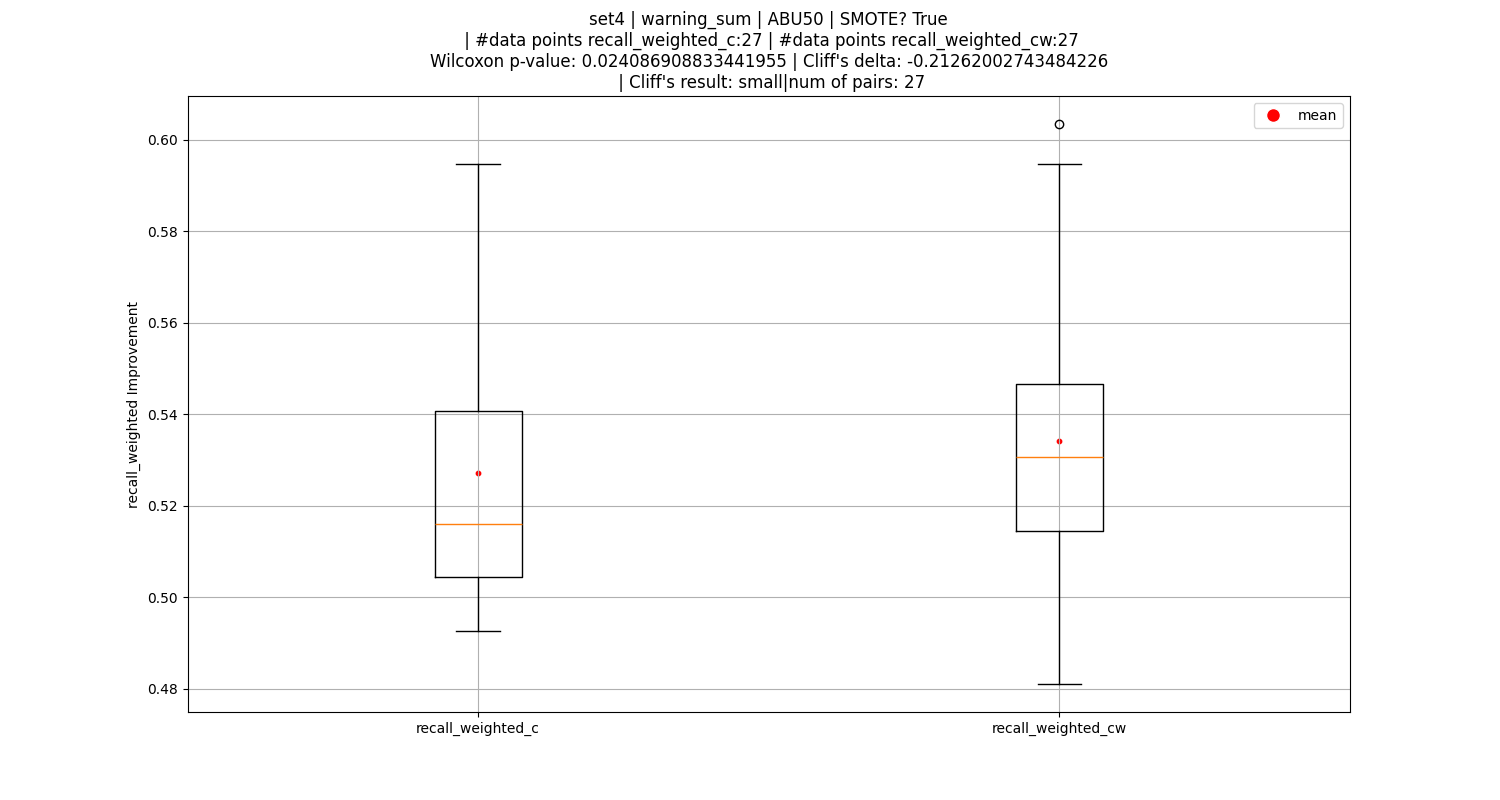 set4 | warning_sum | ABU50 | SMOTE? True
| #data points recall_weighted_c:27 | #data points recall_weighted_cw:27
Wilcoxon p-value: 0.024086908833441955 | Cliff's delta: -0.21262002743484226
| Cliff's result: small|num of pairs: 27
mean
recall_weighted Improvement
0.60
0.58
0.56
0.54
0.52
0.50
0.48
recall_weighted_c
recall_weighted_cw